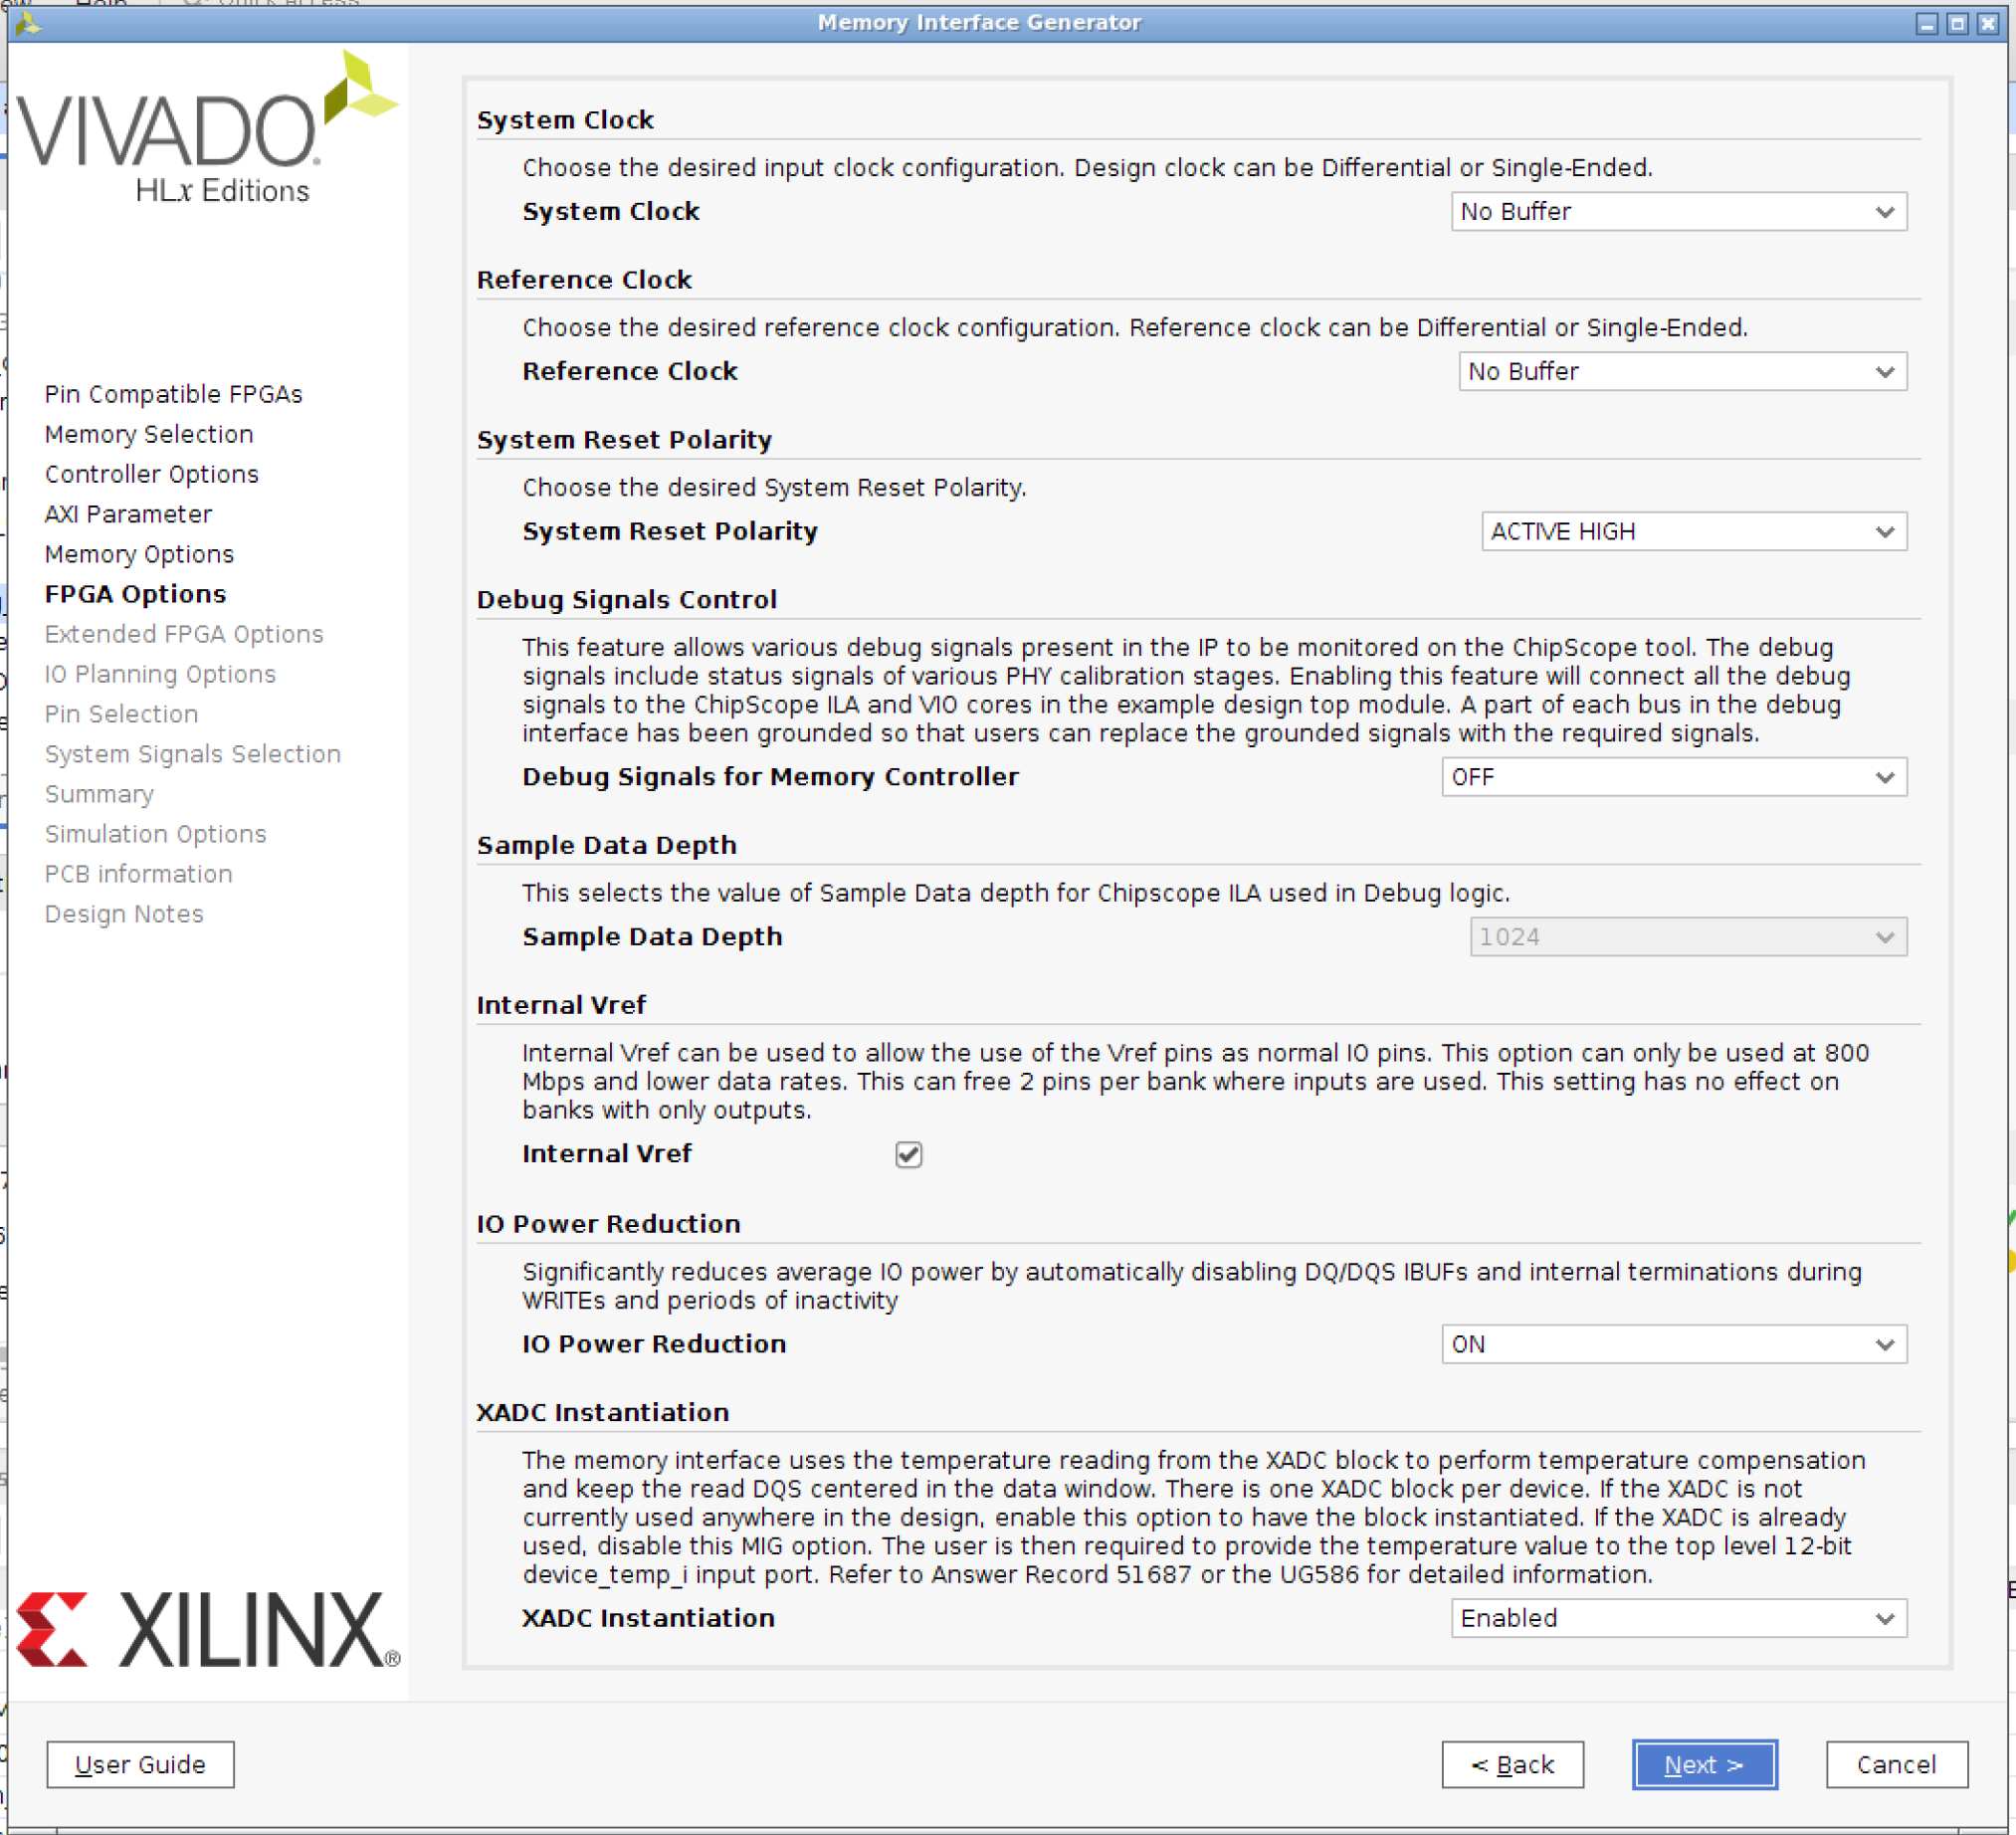 Memory Interface Generator
VIVADO.
HLx Editions
Pin Compatible FPGAs
Memory Selection
Controller Options
AXI Parameter
Memory Options
FPGA Options
Extended FPGA Options
IO Planning Options
Pin Selection
System Signals Selection
Summary
Simulation Options
PCB information
Design Notes
XILINX®
System Clock
Choose the desired input clock configuration. Design clock can be Differential or Single-Ended.
System Clock No Buffer
Reference Clock
Choose the desired reference clock configuration. Reference clock can be Differential or Single-Ended.
Reference Clock No Buffer
System Reset Polarity
Choose the desired System Reset Polarity.
System Reset Polarity ACTIVE HIGH
Debug Signals Control
This feature allows various debug signals present in the IP to be monitored on the ChipScope tool. The debug
signals include status signals of various PHY calibration stages. Enabling this feature will connect all the debug
signals to the ChipScope ILA and VIO cores in the example design top module. A part of each bus in the debug
interface has been grounded so that users can replace the grounded signals with the required signals.
Debug Signals for Memory Controller OFF
Sample Data Depth
This selects the value of Sample Data depth for Chipscope ILA used in Debug logic.
Sample Data Depth 1024
Internal Vref
Internal Vref can be used to allow the use of the Vref pins as normal IO pins. This option can only be used at 800
Mbps and lower data rates. This can free 2 pins per bank where inputs are used. This setting has no effect on
banks with only outputs.
Internal Vref
IO Power Reduction
Significantly reduces average IO power by automatically disabling DQ/DQS IBUFs and internal terminations during
WRITEs and periods of inactivity
IO Power Reduction ON
XADC Instantiation
The memory interface uses the temperature reading from the XADC block to perform temperature compensation
and keep the read DQS centered in the data window. There is one XADC block per device. If the XADC is not
currently used anywhere in the design, enable this option to have the block instantiated. If the XADC is already
used, disable this MIG option. The user is then required to provide the temperature value to the top level 12-bit
device_temp_i input port. Refer to Answer Record 51687 or the UG586 for detailed information.
XADC Instantiation Enabled
User Guide
< Back
Next >
Cancel